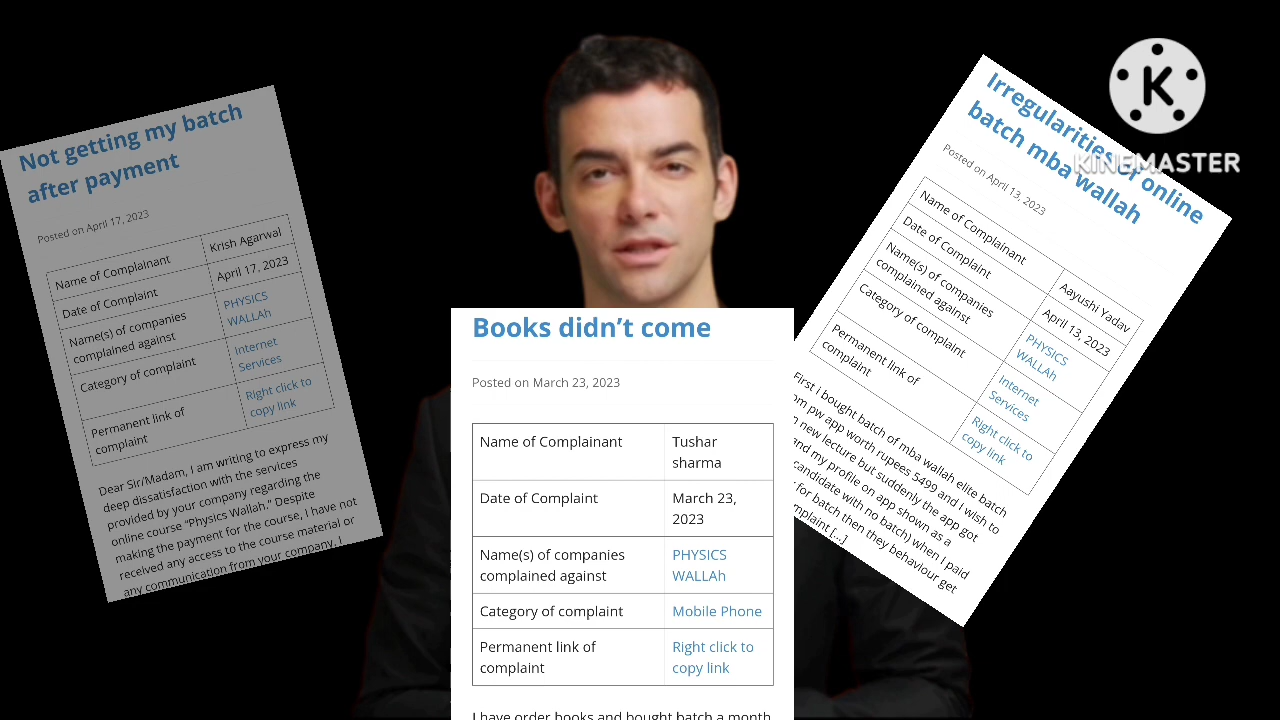 Not getting my batch
after payment
Posted on April 17, 2023
Name of Complainant Krish Agarwal
Date of Complaint April 17, 2023
Name(s) of companies
complained against
PHYSICS
WALLAh
Category of complaint
Internet
Services
Permanent link of
complaint
Right click to
copy link
Dear Sir/Madam, I am writing to express my
deep dissatisfaction with the services
provided by your company regarding the
online course “Physics Wallah.” Despite
making the payment for the course, I have not
received any access to the course material or
any communication from your company. I
Books didn’t come
Posted on March 23, 2023
Name of Complainant
Tushar
sharma
Date of Complaint
March 23,
2023
Name(s) of companies
complained against
PHYSICS
WALLAh
Category of complaint Mobile Phone
Permanent link of
complaint
Right click to
copy link
I have order books and bought batch a month
Irregularities of online
batch mba wallah
Posted on April 13, 2023
Name of Complainant Aayushi Yadav
Date of Complaint April 13, 2023
Name(s) of companies
complained against
PHYSICS
WALLAh
Category of complaint
Internet
Services
Permanent link of
complaint
Right click to
copy link
First I bought batch of mba wallah elite batch
pw app worth rupees 5499 and I wish to
new lecture but suddenly the app got
and my profile on app shown as a
candidate with no batch) when I paid
for batch then they behaviour get
[...]
K
KINEMASTER